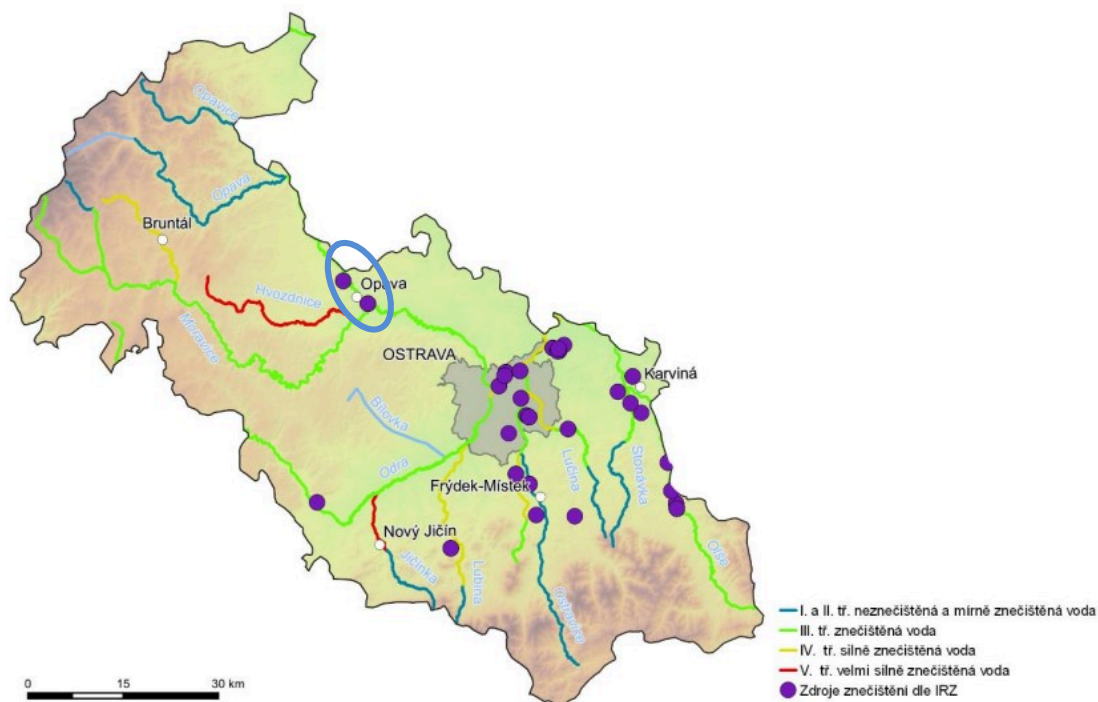 Opavice
Opava
Bruntál
Hvozdnice
Opava
Moravice
OSTRAVA
Karviná
Bílovka
Odra
Lučina
Stonávka
Frýdek-Místek
Nový Jičín
Jičínka
Lubina
Ostravice
Olše
I. a II. tř. neznečištěná a mírně znečištěná voda
III. tř. znečištěná voda
IV. tř. silně znečištěná voda
V. tř. velmi silně znečištěná voda
Zdroje znečištění dle IRZ
0 15 30 km